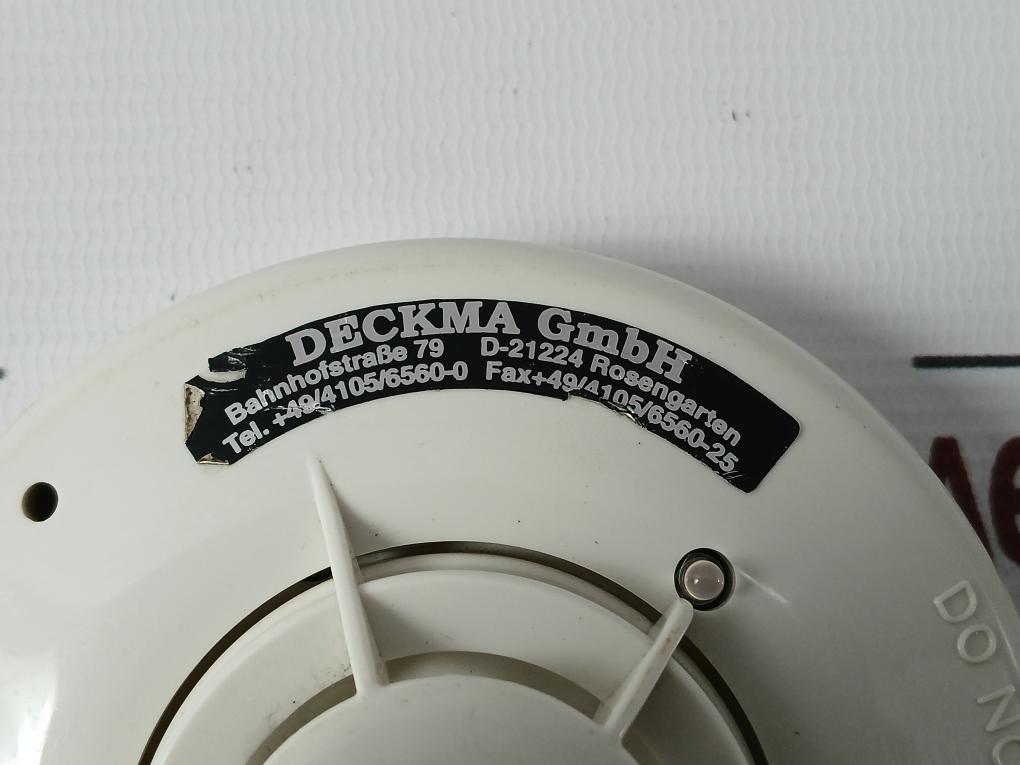 DECKMA GmbH
Bahnhofstraße 79 D-21224 Rosengarten
Tel. +49/4105/6560-0 Fax+49/4105/6560-25
DO NO